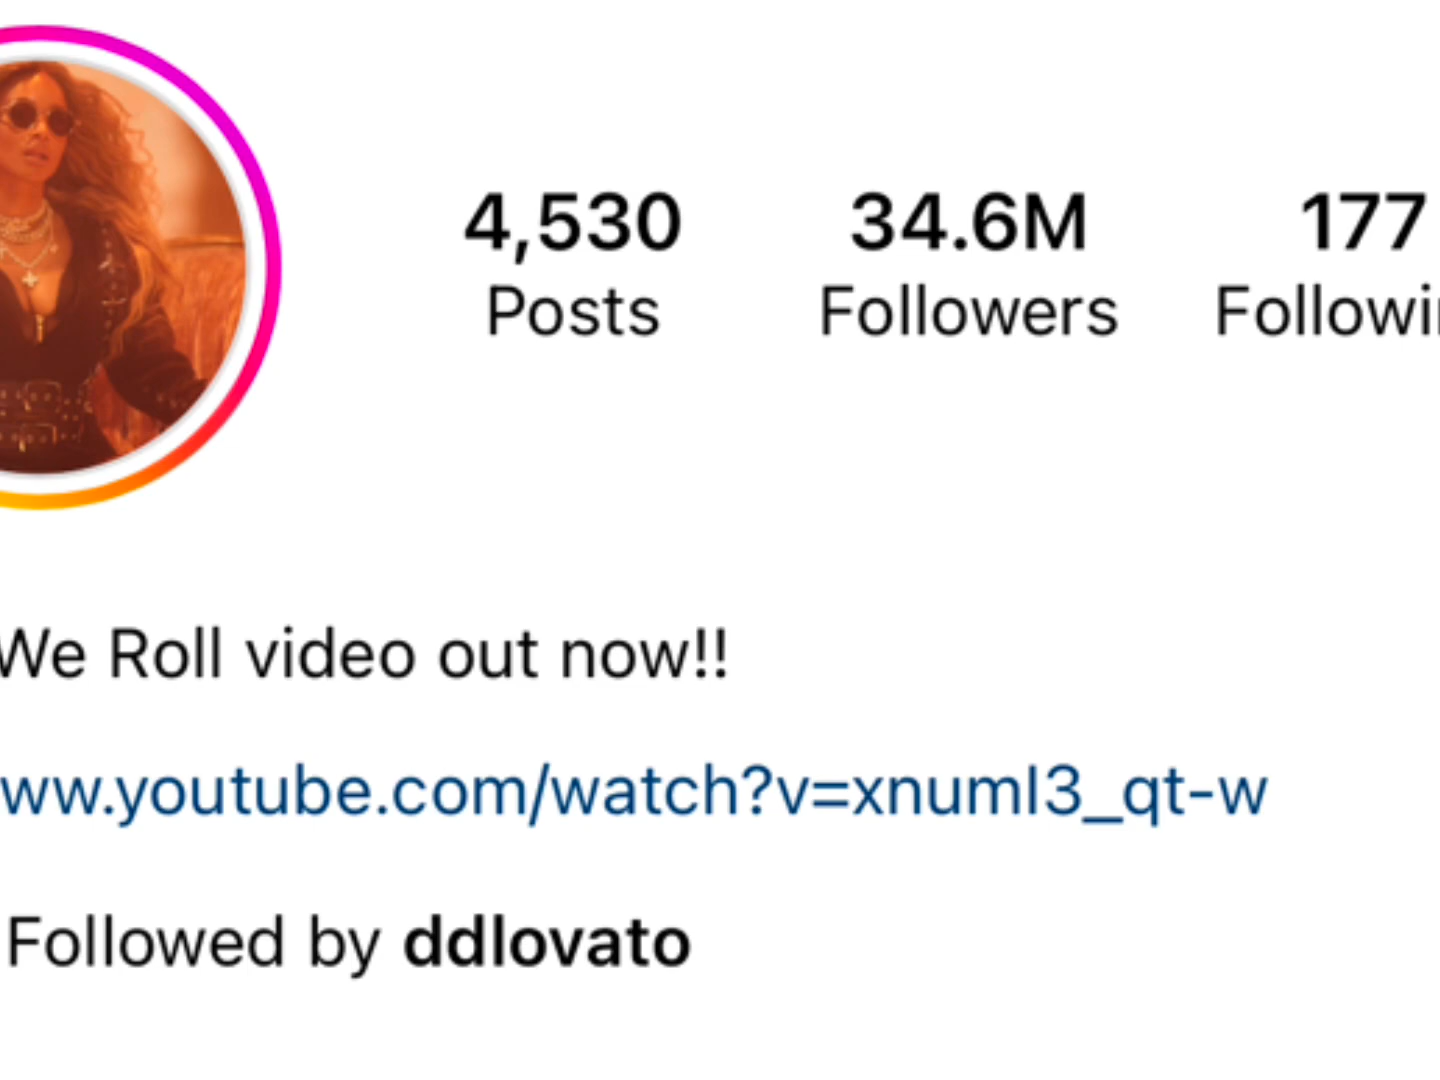 4,530 34.6M 177
Posts Followers Followin
We Roll video out now!!
ww.youtube.com/watch?v=xnumI3_qt-w
Followed by ddlovato